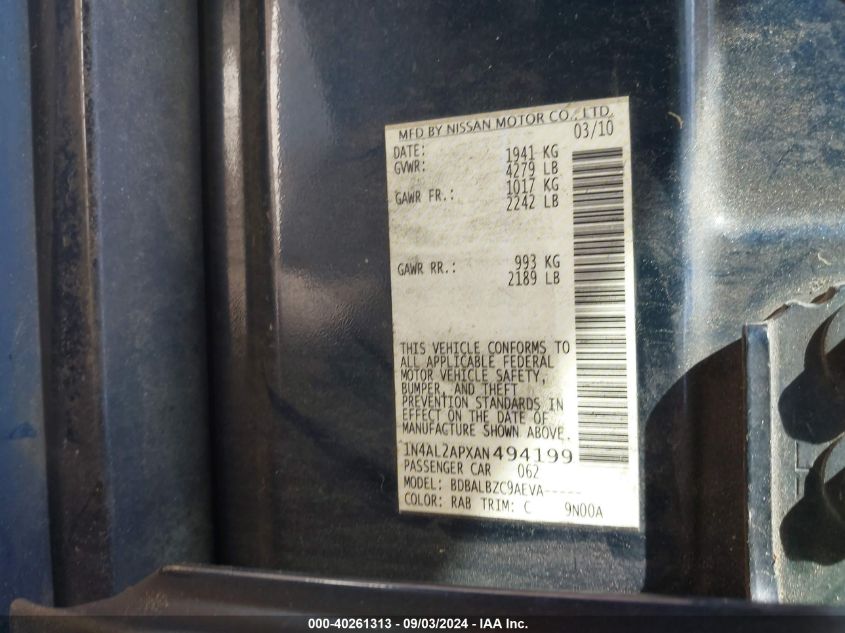 MFD BY NISSAN MOTOR CO., LTD.
DATE: 03/10
GVWR: 1941 KG
4279 LB
GAWR FR.: 1017 KG
2242 LB
GAWR RR.: 993 KG
2189 LB
THIS VEHICLE CONFORMS TO
ALL APPLICABLE FEDERAL
MOTOR VEHICLE SAFETY,
BUMPER, AND THEFT
PREVENTION STANDARDS IN
EFFECT ON THE DATE OF
MANUFACTURE SHOWN ABOVE.
1N4AL2APXAN494199
PASSENGER CAR 062
MODEL: BDBALBZC9AEVA-----
COLOR: RAB TRIM: C 9N00A
000-40261313 - 09/03/2024 - IAA Inc.